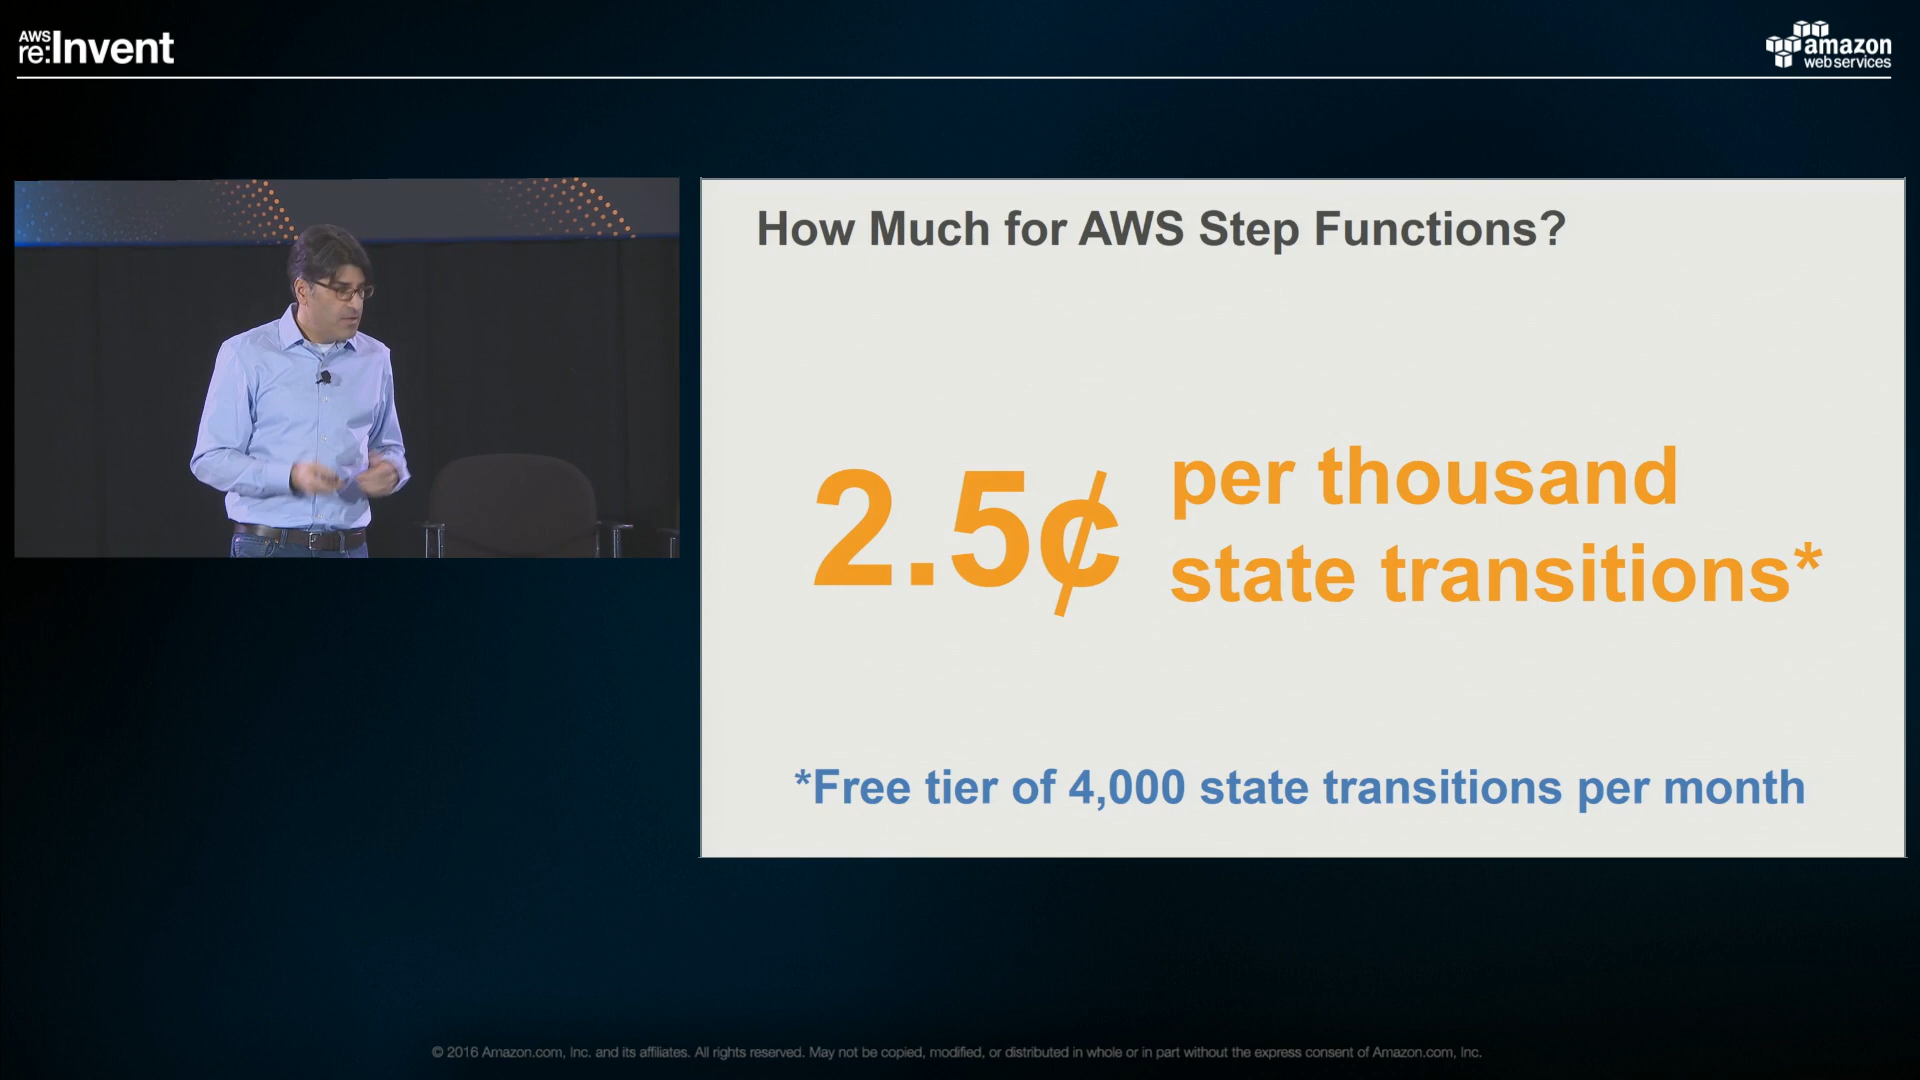 AWS
re:Invent
amazon
web services
How Much for AWS Step Functions?
2.5¢
per thousand
state transitions*
*Free tier of 4,000 state transitions per month
© 2016 Amazon.com, Inc. and its affiliates. All rights reserved. May not be copied, modified, or distributed in whole or in part without the express consent of Amazon.com, Inc.